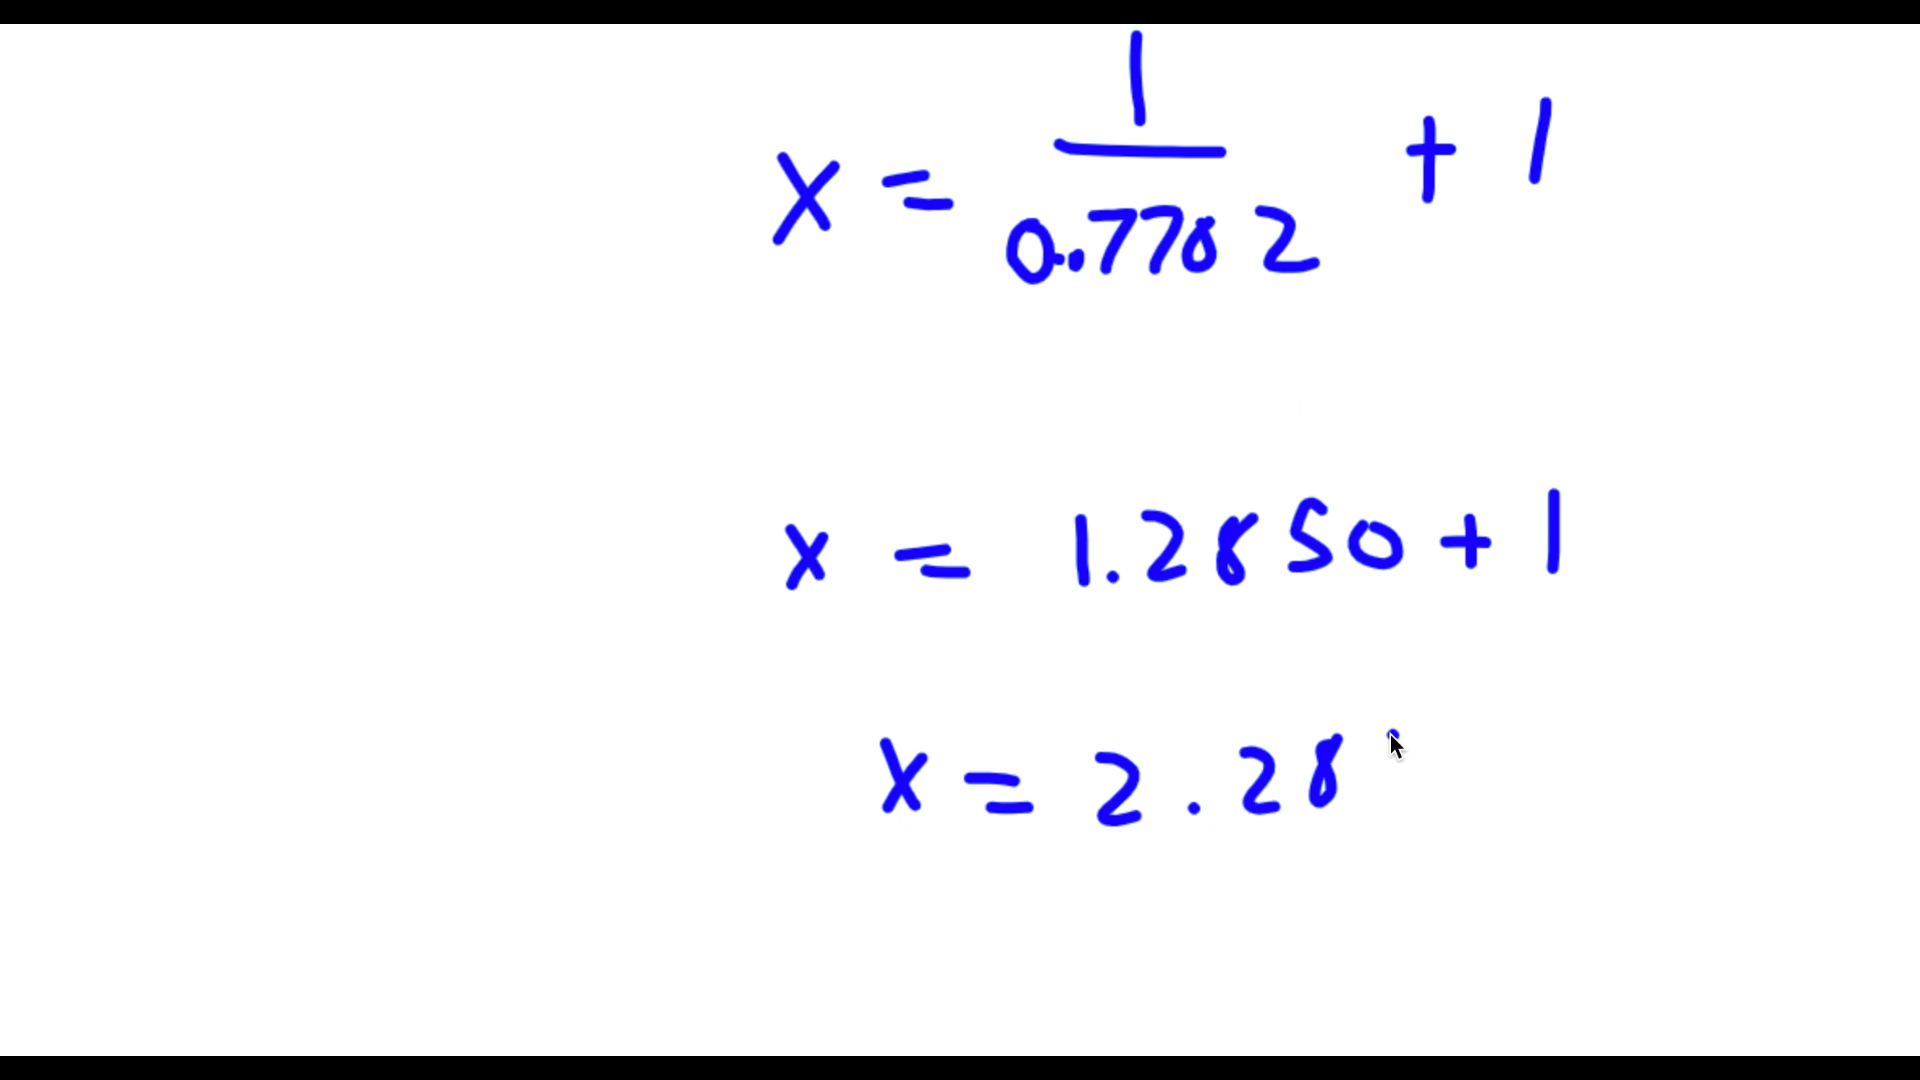 x = 1/0.7782 + 1
x = 1.2850 + 1
x = 2.28